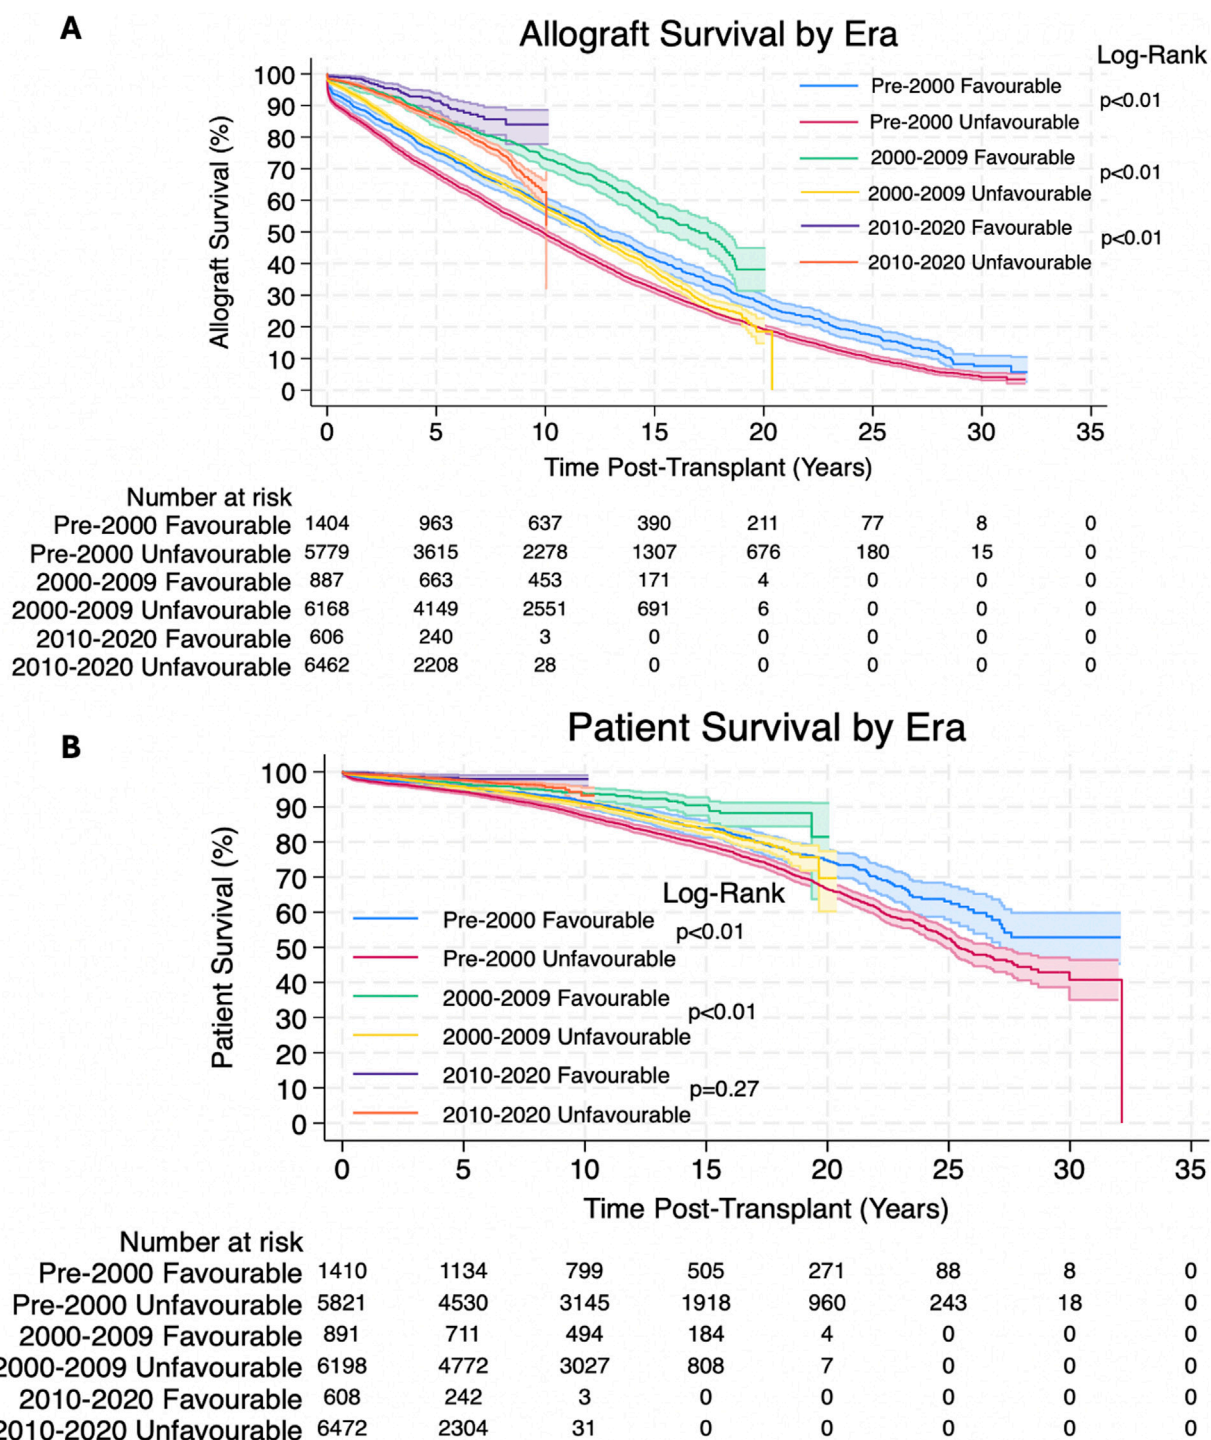 A
Allograft Survival by Era
Log-Rank
Pre-2000 Favourable
p<0.01
Pre-2000 Unfavourable
2000-2009 Favourable
p<0.01
2000-2009 Unfavourable
2010-2020 Favourable
p<0.01
2010-2020 Unfavourable
Allograft Survival (%)
100
90
80
70
60
50
40
30
20
10
0
0 5 10 15 20 25 30 35
Time Post-Transplant (Years)
Number at risk
Pre-2000 Favourable 1404 963 637 390 211 77 8 0
Pre-2000 Unfavourable 5779 3615 2278 1307 676 180 15 0
2000-2009 Favourable 887 663 453 171 4 0 0 0
2000-2009 Unfavourable 6168 4149 2551 691 6 0 0 0
2010-2020 Favourable 606 240 3 0 0 0 0 0
2010-2020 Unfavourable 6462 2208 28 0 0 0 0 0
B
Patient Survival by Era
Patient Survival (%)
100
90
80
70
60
50
40
30
20
10
0
Log-Rank
Pre-2000 Favourable
p<0.01
Pre-2000 Unfavourable
2000-2009 Favourable
p<0.01
2000-2009 Unfavourable
2010-2020 Favourable
p=0.27
2010-2020 Unfavourable
0 5 10 15 20 25 30 35
Time Post-Transplant (Years)
Number at risk
Pre-2000 Favourable 1410 1134 799 505 271 88 8 0
Pre-2000 Unfavourable 5821 4530 3145 1918 960 243 18 0
2000-2009 Favourable 891 711 494 184 4 0 0 0
2000-2009 Unfavourable 6198 4772 3027 808 7 0 0 0
2010-2020 Favourable 608 242 3 0 0 0 0 0
2010-2020 Unfavourable 6472 2304 31 0 0 0 0 0